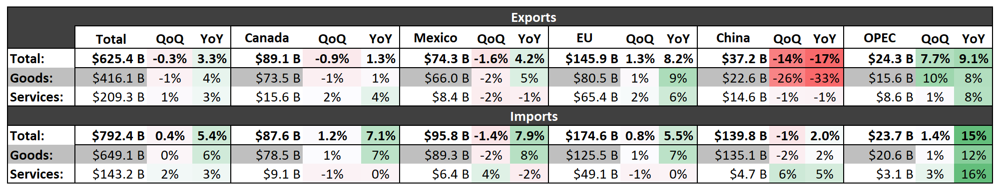 Exports
Total QoQ YoY Canada QoQ YoY Mexico QoQ YoY EU QoQ YoY China QoQ YoY OPEC QoQ YoY
Total: $625.4 B -0.3% 3.3% $89.1 B -0.9% 1.3% $74.3 B -1.6% 4.2% $145.9 B 1.3% 8.2% $37.2 B -14% -17% $24.3 B 7.7% 9.1%
Goods: $416.1 B -1% 4% $73.5 B -1% 1% $66.0 B -2% 5% $80.5 B 1% 9% $22.6 B -26% -33% $15.6 B 10% 8%
Services: $209.3 B 1% 3% $15.6 B 2% 4% $8.4 B -2% -1% $65.4 B 2% 6% $14.6 B -1% -1% $8.6 B 1% 8%
Imports
Total: $792.4 B 0.4% 5.4% $87.6 B 1.2% 7.1% $95.8 B -1.4% 7.9% $174.6 B 0.8% 5.5% $139.8 B -1% 2.0% $23.7 B 1.4% 15%
Goods: $649.1 B 0% 6% $78.5 B 1% 7% $89.3 B -2% 8% $125.5 B 1% 7% $135.1 B -2% 2% $20.6 B 1% 12%
Services: $143.2 B 2% 3% $9.1 B -1% 0% $6.4 B 4% -2% $49.1 B -1% 0% $4.7 B 6% 5% $3.1 B 3% 16%